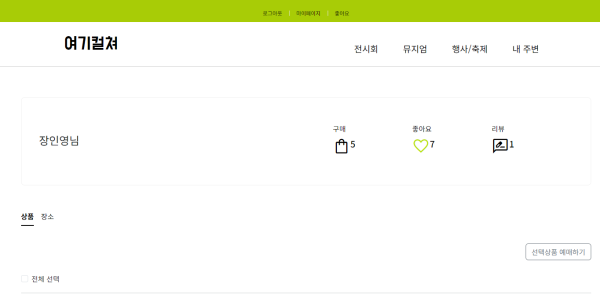 로그아웃 마이페이지 좋아요
여기컬쳐
전시회 뮤지엄 행사/축제 내 주변
장인영님
구매 좋아요 리뷰
5 7 1
상품 장소
선택상품 예매하기
전체 선택